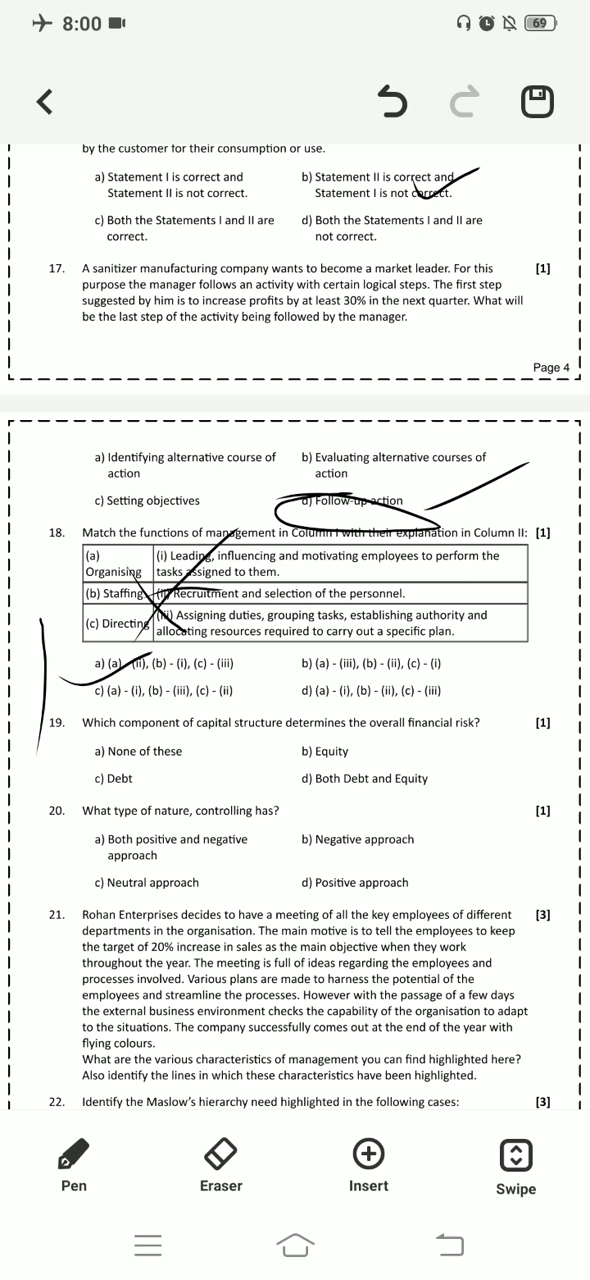 8:00
69
by the customer for their consumption or use.
a) Statement I is correct and
Statement II is not correct.
b) Statement II is correct and
Statement I is not correct.
c) Both the Statements I and II are
correct.
d) Both the Statements I and II are
not correct.
17. A sanitizer manufacturing company wants to become a market leader. For this [1]
purpose the manager follows an activity with certain logical steps. The first step
suggested by him is to increase profits by at least 30% in the next quarter. What will
be the last step of the activity being followed by the manager.
Page 4
a) Identifying alternative course of
action
b) Evaluating alternative courses of
action
c) Setting objectives
d) Follow-up action
18. Match the functions of management in Column I with their explanation in Column II: [1]
(a)
Organising
(i) Leading, influencing and motivating employees to perform the
tasks assigned to them.
(b) Staffing
(ii) Recruitment and selection of the personnel.
(c) Directing
(iii) Assigning duties, grouping tasks, establishing authority and
allocating resources required to carry out a specific plan.
a) (a) - (ii), (b) - (i), (c) - (iii)
b) (a) - (iii), (b) - (ii), (c) - (i)
c) (a) - (i), (b) - (iii), (c) - (ii)
d) (a) - (i), (b) - (ii), (c) - (iii)
19. Which component of capital structure determines the overall financial risk? [1]
a) None of these
b) Equity
c) Debt
d) Both Debt and Equity
20. What type of nature, controlling has? [1]
a) Both positive and negative
approach
b) Negative approach
c) Neutral approach
d) Positive approach
21. Rohan Enterprises decides to have a meeting of all the key employees of different [3]
departments in the organisation. The main motive is to tell the employees to keep
the target of 20% increase in sales as the main objective when they work
throughout the year. The meeting is full of ideas regarding the employees and
processes involved. Various plans are made to harness the potential of the
employees and streamline the processes. However with the passage of a few days
the external business environment checks the capability of the organisation to adapt
to the situations. The company successfully comes out at the end of the year with
flying colours.
What are the various characteristics of management you can find highlighted here?
Also identify the lines in which these characteristics have been highlighted.
22. Identify the Maslow's hierarchy need highlighted in the following cases: [3]
Pen
Eraser
Insert
Swipe